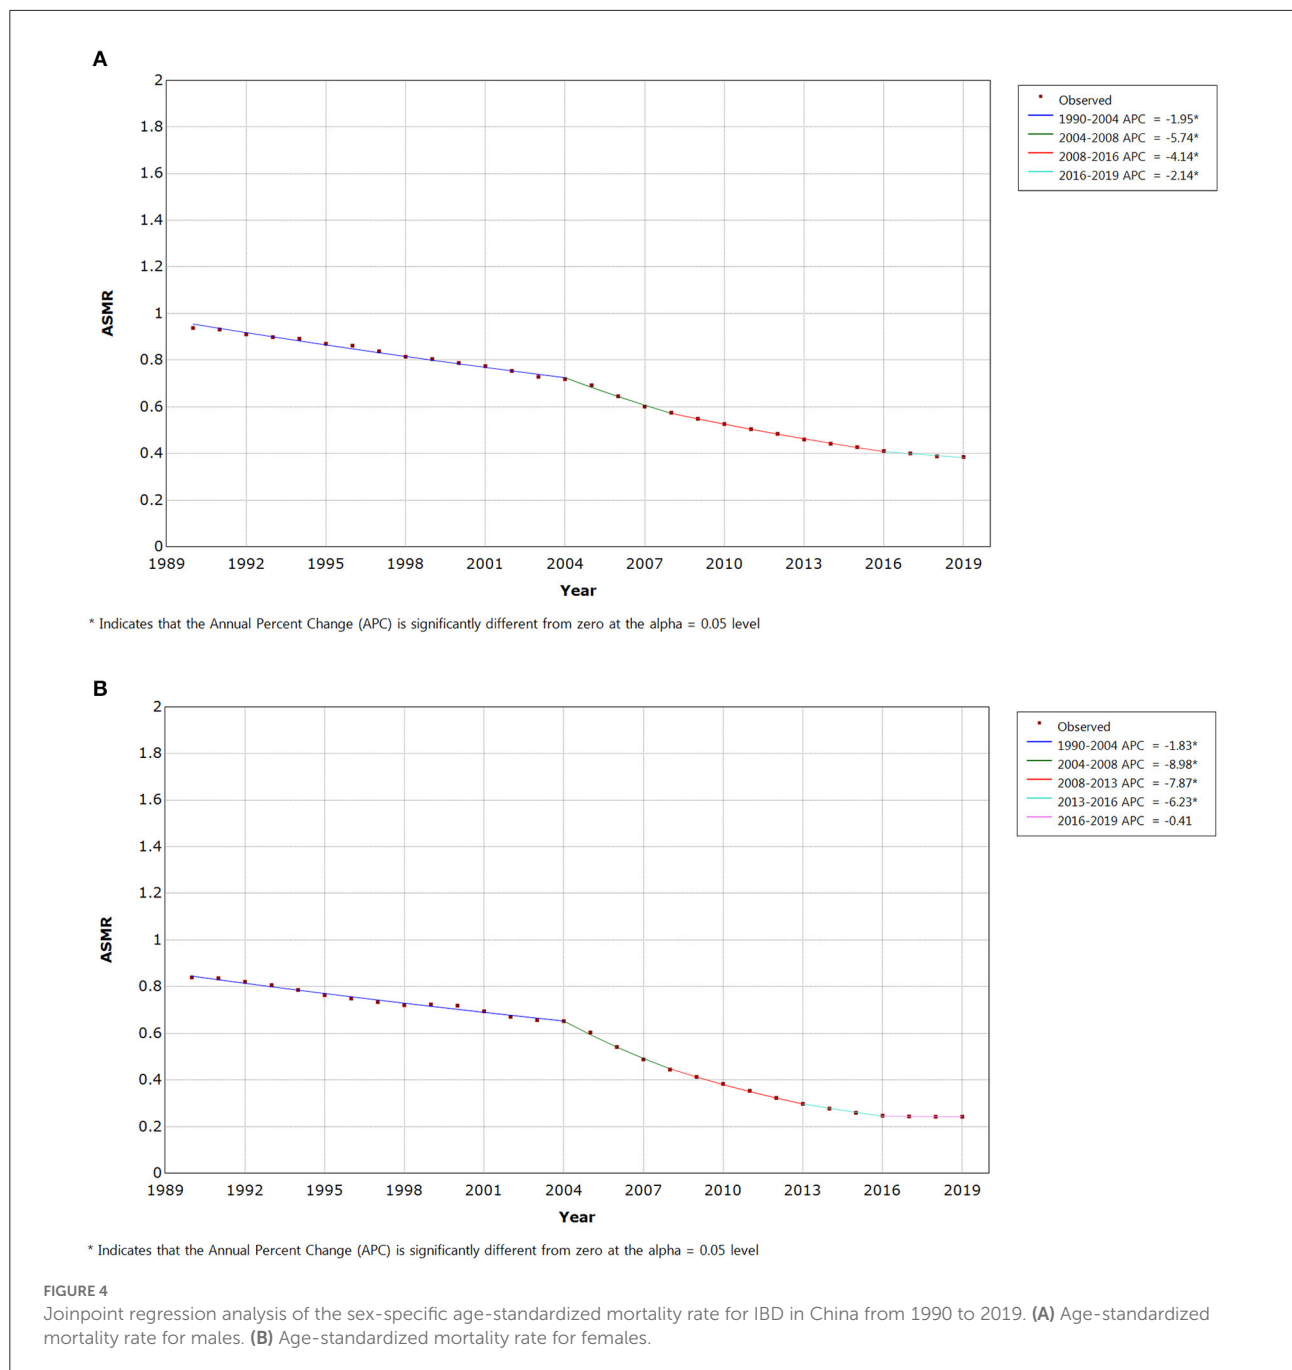 A
2
1.8
1.6
1.4
1.2
1
0.8
0.6
0.4
0.2
0
ASMR
1989 1992 1995 1998 2001 2004 2007 2010 2013 2016 2019
Year
Observed
1990-2004 APC = -1.95*
2004-2008 APC = -5.74*
2008-2016 APC = -4.14*
2016-2019 APC = -2.14*
* Indicates that the Annual Percent Change (APC) is significantly different from zero at the alpha = 0.05 level
B
2
1.8
1.6
1.4
1.2
1
0.8
0.6
0.4
0.2
0
ASMR
1989 1992 1995 1998 2001 2004 2007 2010 2013 2016 2019
Year
Observed
1990-2004 APC = -1.83*
2004-2008 APC = -8.98*
2008-2013 APC = -7.87*
2013-2016 APC = -6.23*
2016-2019 APC = -0.41
* Indicates that the Annual Percent Change (APC) is significantly different from zero at the alpha = 0.05 level
FIGURE 4
Joinpoint regression analysis of the sex-specific age-standardized mortality rate for IBD in China from 1990 to 2019. (A) Age-standardized
mortality rate for males. (B) Age-standardized mortality rate for females.